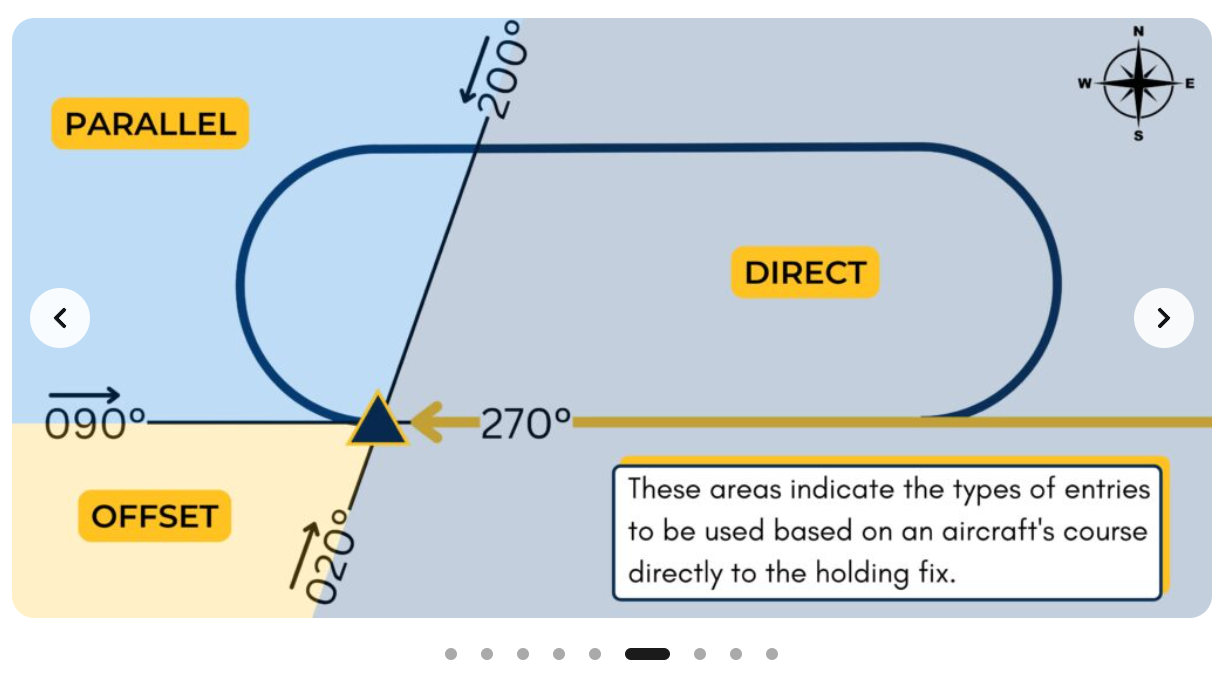 200°
N
W
E
S
PARALLEL
DIRECT
090°
270°
OFFSET
020°
These areas indicate the types of entries
to be used based on an aircraft's course
directly to the holding fix.